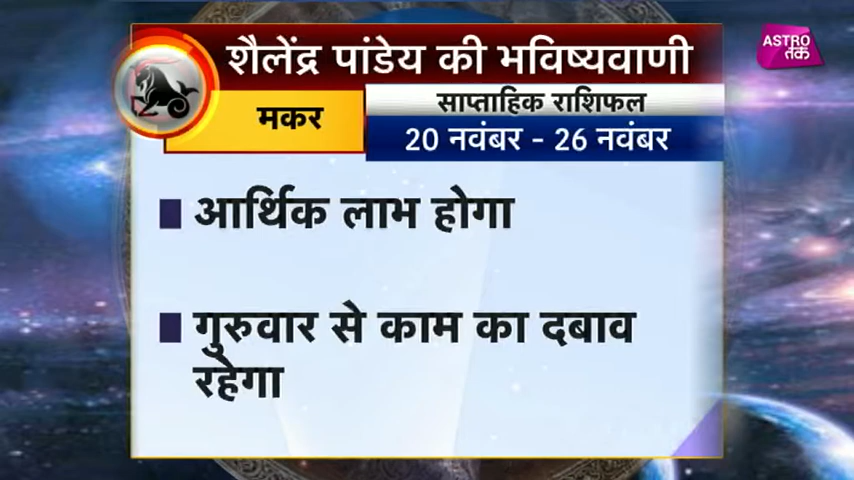 शैलेंद्र पांडेय की भविष्यवाणी
ASTRO
तक
मकर
साप्ताहिक राशिफल
20 नवंबर - 26 नवंबर
आर्थिक लाभ होगा
गुरुवार से काम का दबाव
रहेगा